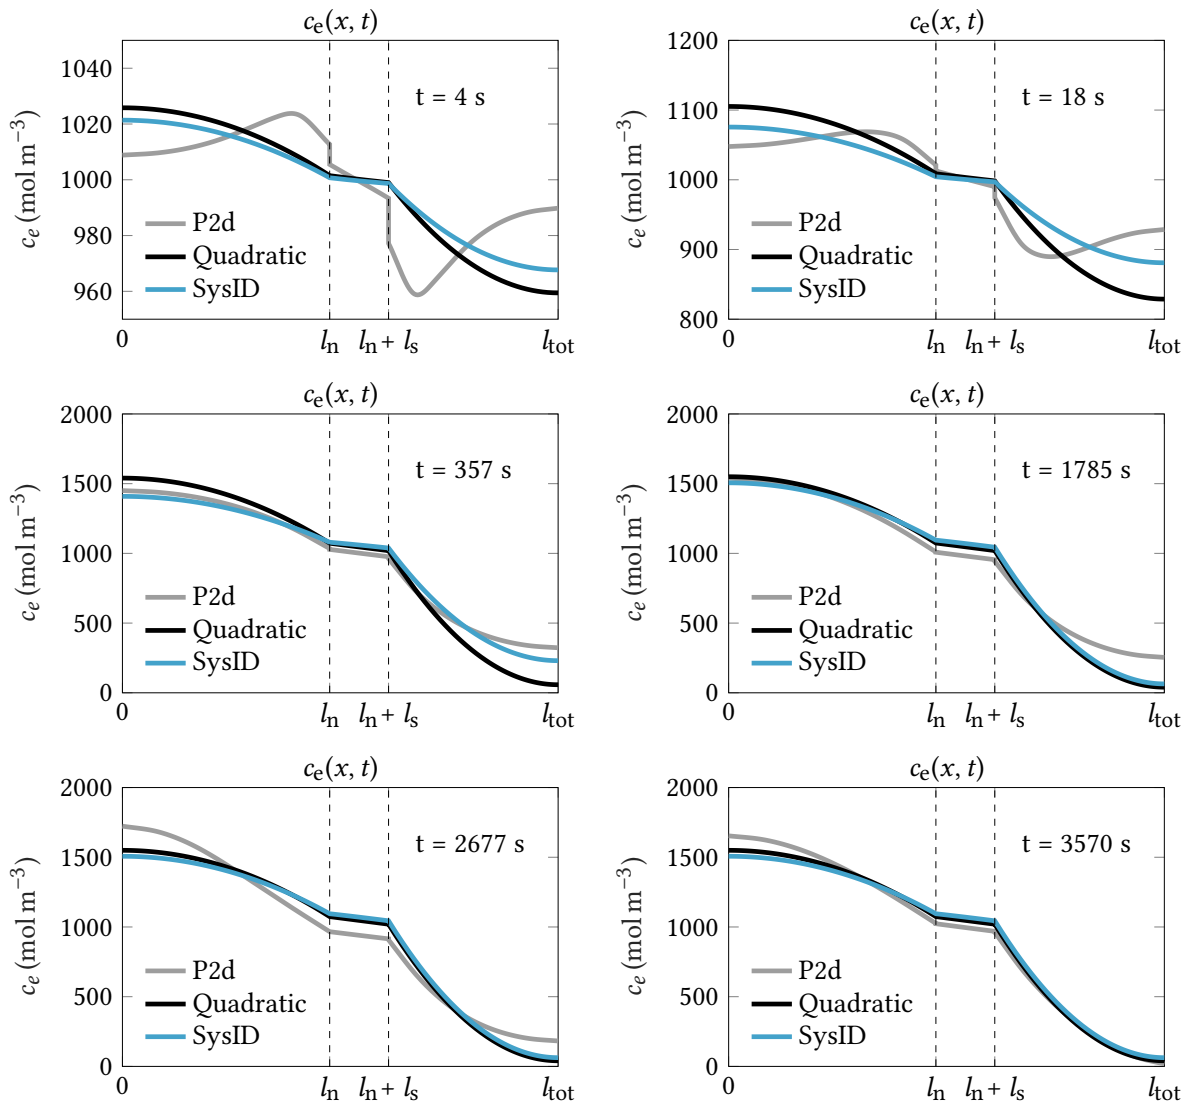 c_e(x, t)
1040
1020
1000
980
960
c_e (mol m⁻³)
t = 4 s
P2d
Quadratic
SysID
0
l_n
l_n + l_s
l_tot
c_e(x, t)
1200
1100
1000
900
800
c_e (mol m⁻³)
t = 18 s
P2d
Quadratic
SysID
0
l_n
l_n + l_s
l_tot
c_e(x, t)
2000
1500
1000
500
0
c_e (mol m⁻³)
t = 357 s
P2d
Quadratic
SysID
0
l_n
l_n + l_s
l_tot
c_e(x, t)
2000
1500
1000
500
0
c_e (mol m⁻³)
t = 1785 s
P2d
Quadratic
SysID
0
l_n
l_n + l_s
l_tot
c_e(x, t)
2000
1500
1000
500
0
c_e (mol m⁻³)
t = 2677 s
P2d
Quadratic
SysID
0
l_n
l_n + l_s
l_tot
c_e(x, t)
2000
1500
1000
500
0
c_e (mol m⁻³)
t = 3570 s
P2d
Quadratic
SysID
0
l_n
l_n + l_s
l_tot